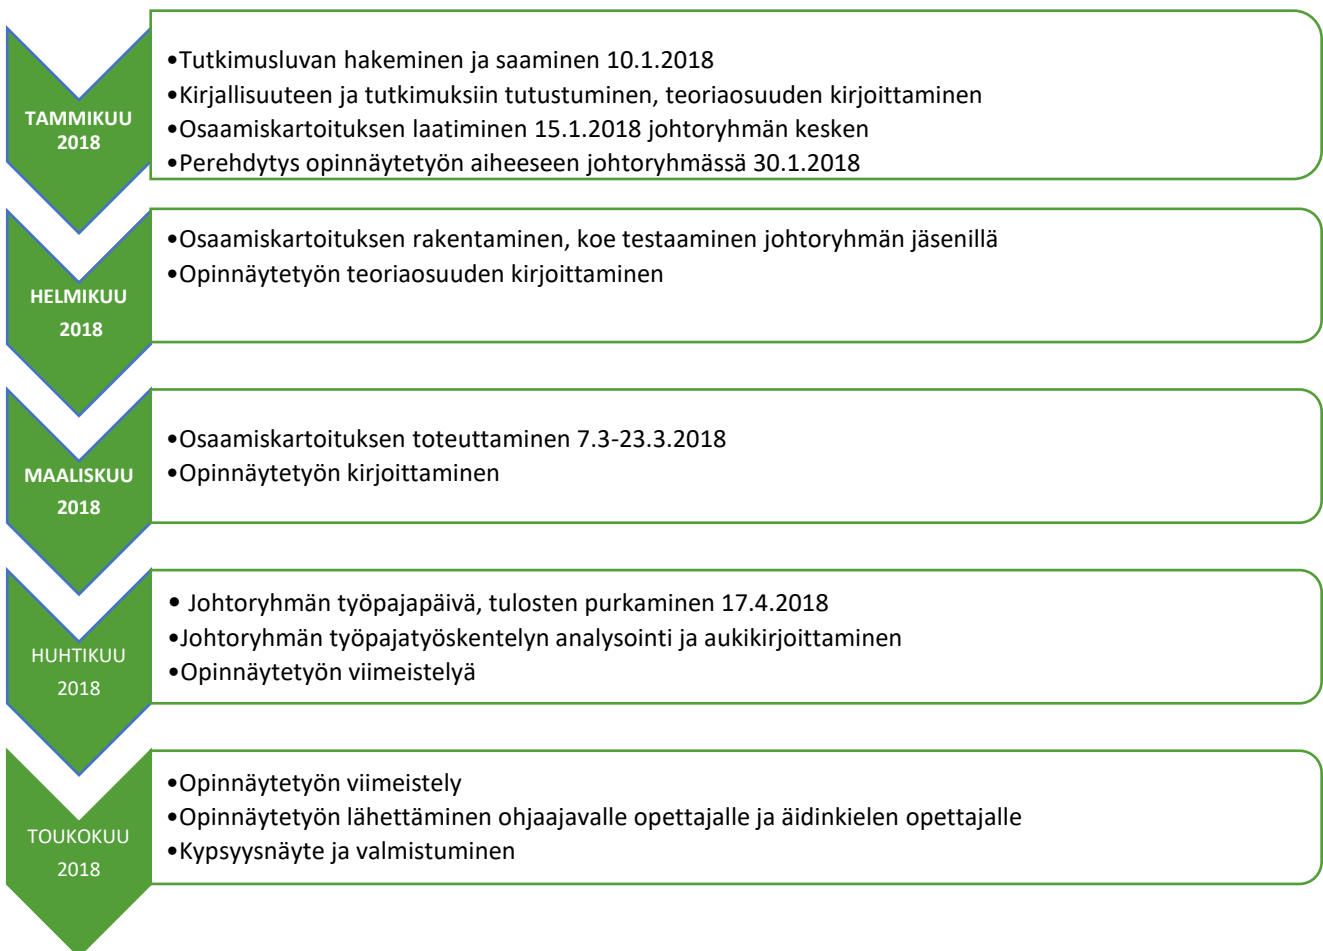 TAMMIKUU
2018
•Tutkimusluvan hakeminen ja saaminen 10.1.2018
•Kirjallisuuteen ja tutkimuksiin tutustuminen, teoriaosuuden kirjoittaminen
•Osaamiskartoituksen laatiminen 15.1.2018 johtoryhmän kesken
•Perehdytys opinnäytetyön aiheeseen johtoryhmässä 30.1.2018
HELMIKUU
2018
•Osaamiskartoituksen rakentaminen, koe testaaminen johtoryhmän jäsenillä
•Opinnäytetyön teoriaosuuden kirjoittaminen
MAALISKUU
2018
•Osaamiskartoituksen toteuttaminen 7.3-23.3.2018
•Opinnäytetyön kirjoittaminen
HUHTIKUU
2018
• Johtoryhmän työpajapäivä, tulosten purkaminen 17.4.2018
•Johtoryhmän työpajatyöskentelyn analysointi ja aukikirjoittaminen
•Opinnäytetyön viimeistelyä
TOUKOKUU
2018
•Opinnäytetyön viimeistely
•Opinnäytetyön lähettäminen ohjaajavalle opettajalle ja äidinkielen opettajalle
•Kypsyysnäyte ja valmistuminen